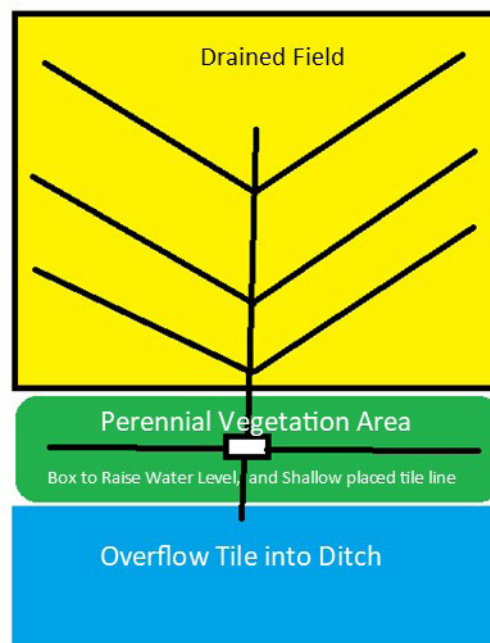 Drained Field
Perennial Vegetation Area
Box to Raise Water Level, and Shallow placed tile line
Overflow Tile into Ditch